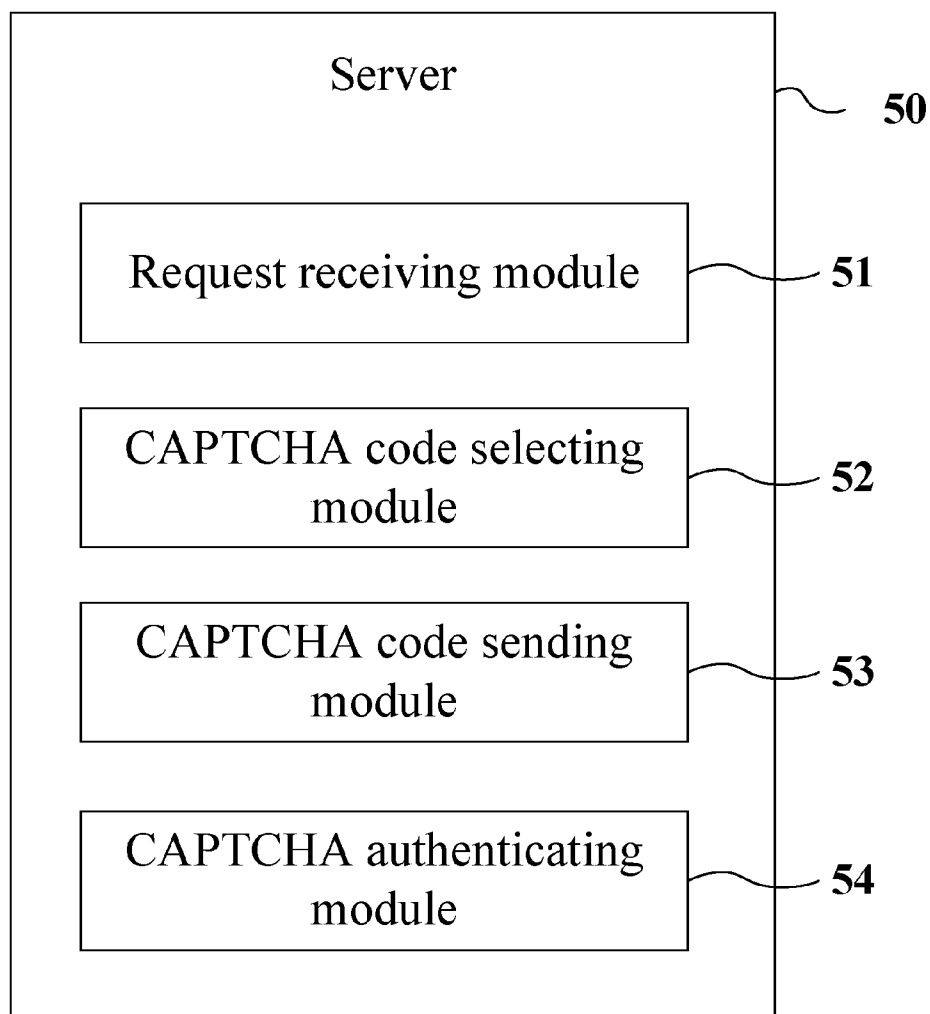 Server
50
Request receiving module
51
CAPTCHA code selecting
module
52
CAPTCHA code sending
module
53
CAPTCHA authenticating
module
54